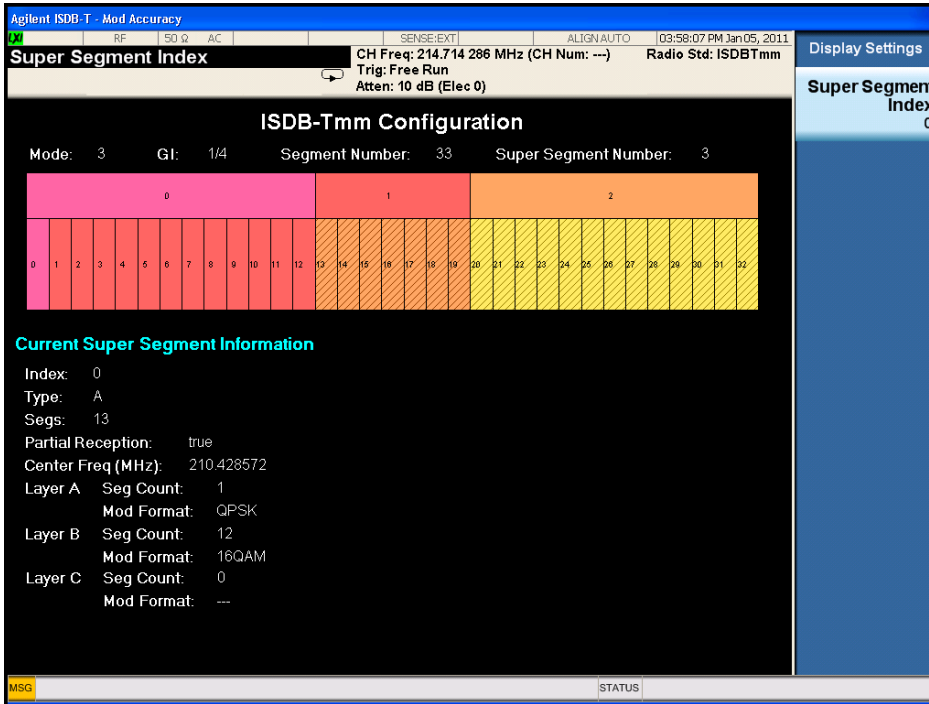 Agilent ISDB-T - Mod Accuracy
LXI RF 50 Ω AC SENSE:EXT ALIGN AUTO 03:58:07 PM Jan 05, 2011
Super Segment Index
CH Freq: 214.714 286 MHz (CH Num: ---) Radio Std: ISDBTmm
Trig: Free Run
Atten: 10 dB (Elec 0)
Display Settings
Super Segment
Index
0
ISDB-Tmm Configuration
Mode: 3 GI: 1/4 Segment Number: 33 Super Segment Number: 3
0 1 2
0 1 2 3 4 5 6 7 8 9 10 11 12 13 14 15 16 17 18 19 20 21 22 23 24 25 26 27 28 29 30 31 32
Current Super Segment Information
Index: 0
Type: A
Segs: 13
Partial Reception: true
Center Freq (MHz): 210.428572
Layer A Seg Count: 1
Mod Format: QPSK
Layer B Seg Count: 12
Mod Format: 16QAM
Layer C Seg Count: 0
Mod Format: ---
MSG STATUS